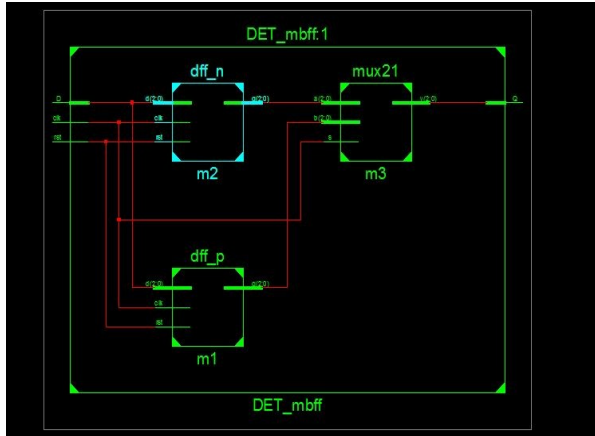 DET_mbff:1
dff_n
mux21
D
d(2:0)
q(2:0)
a(2:0)
y(2:0)
Q
clk
clk
b(2:0)
rst
rst
s
m2
m3
dff_p
d(2:0)
q(2:0)
clk
rst
m1
DET_mbff